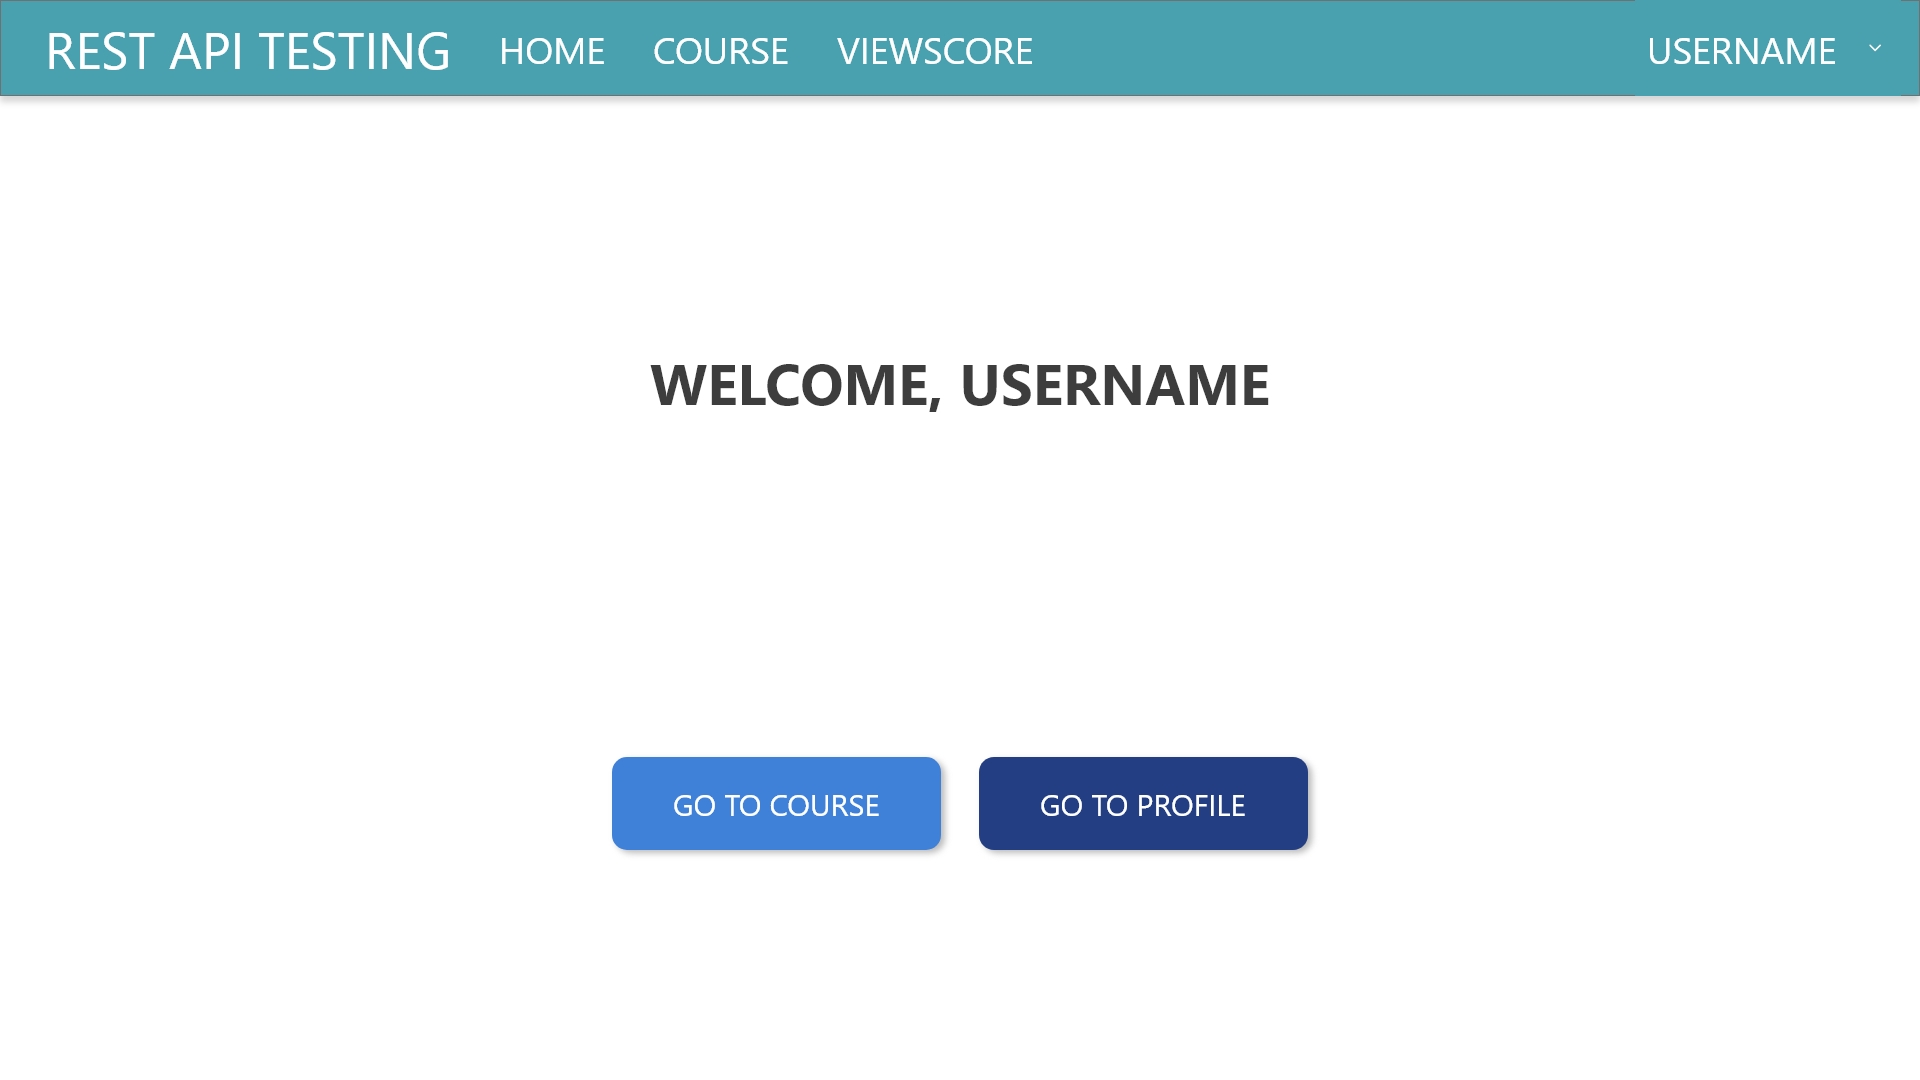 REST API TESTING HOME COURSE VIEWSCORE USERNAME
WELCOME, USERNAME
GO TO COURSE GO TO PROFILE